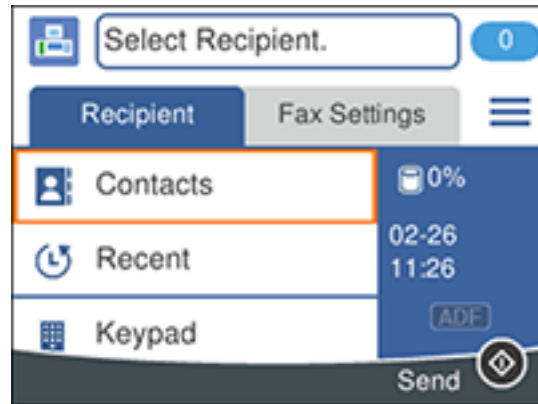 Select Recipient.
0
Recipient
Fax Settings
Contacts
0%
Recent
02-26
11:26
Keypad
ADF
Send